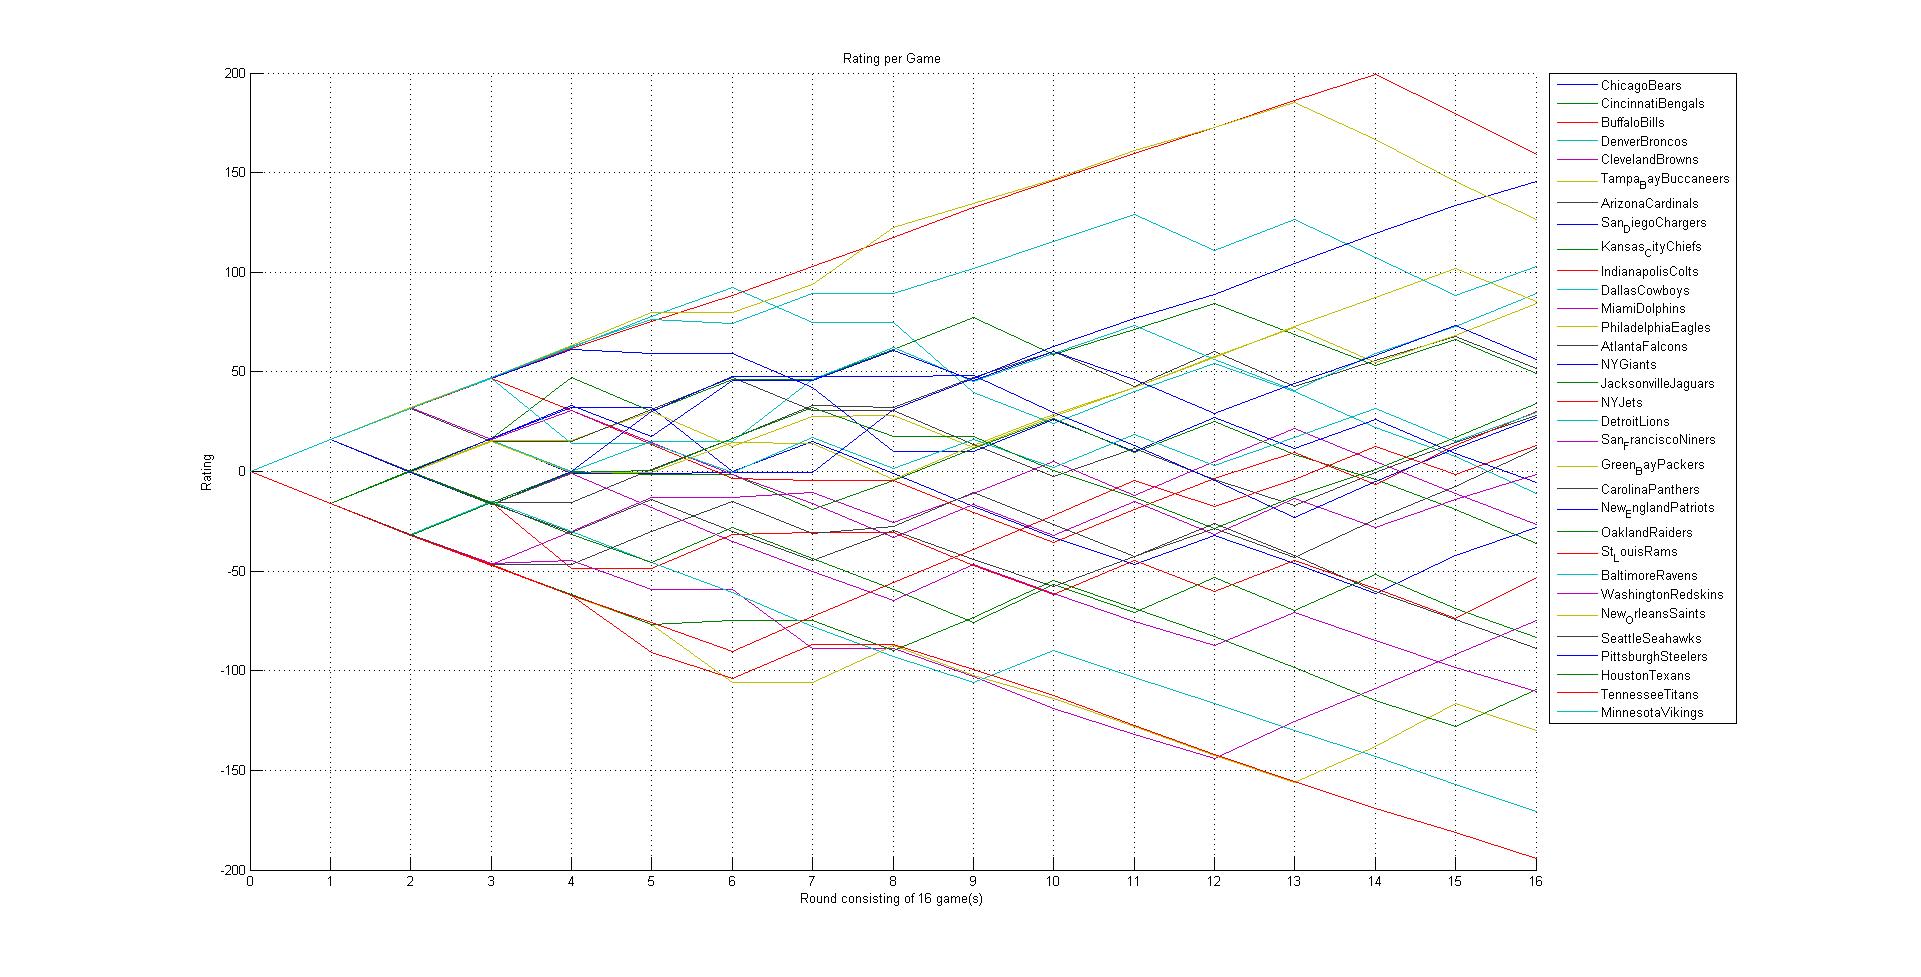 Rating per Game
200
150
100
50
0
-50
-100
-150
-200
Rating
0 1 2 3 4 5 6 7 8 9 10 11 12 13 14 15 16
Round consisting of 16 game(s)
ChicagoBears
CincinnatiBengals
BuffaloBills
DenverBroncos
ClevelandBrowns
TampaBayBuccaneers
ArizonaCardinals
SanDiegoChargers
KansasCityChiefs
IndianapolisColts
DallasCowboys
MiamiDolphins
PhiladelphiaEagles
AtlantaFalcons
NYGiants
JacksonvilleJaguars
NYJets
DetroitLions
SanFranciscoNiners
GreenBayPackers
CarolinaPanthers
NewEnglandPatriots
OaklandRaiders
StLouisRams
BaltimoreRavens
WashingtonRedskins
NewOrleansSaints
SeattleSeahawks
PittsburghSteelers
HoustonTexans
TennesseeTitans
MinnesotaVikings